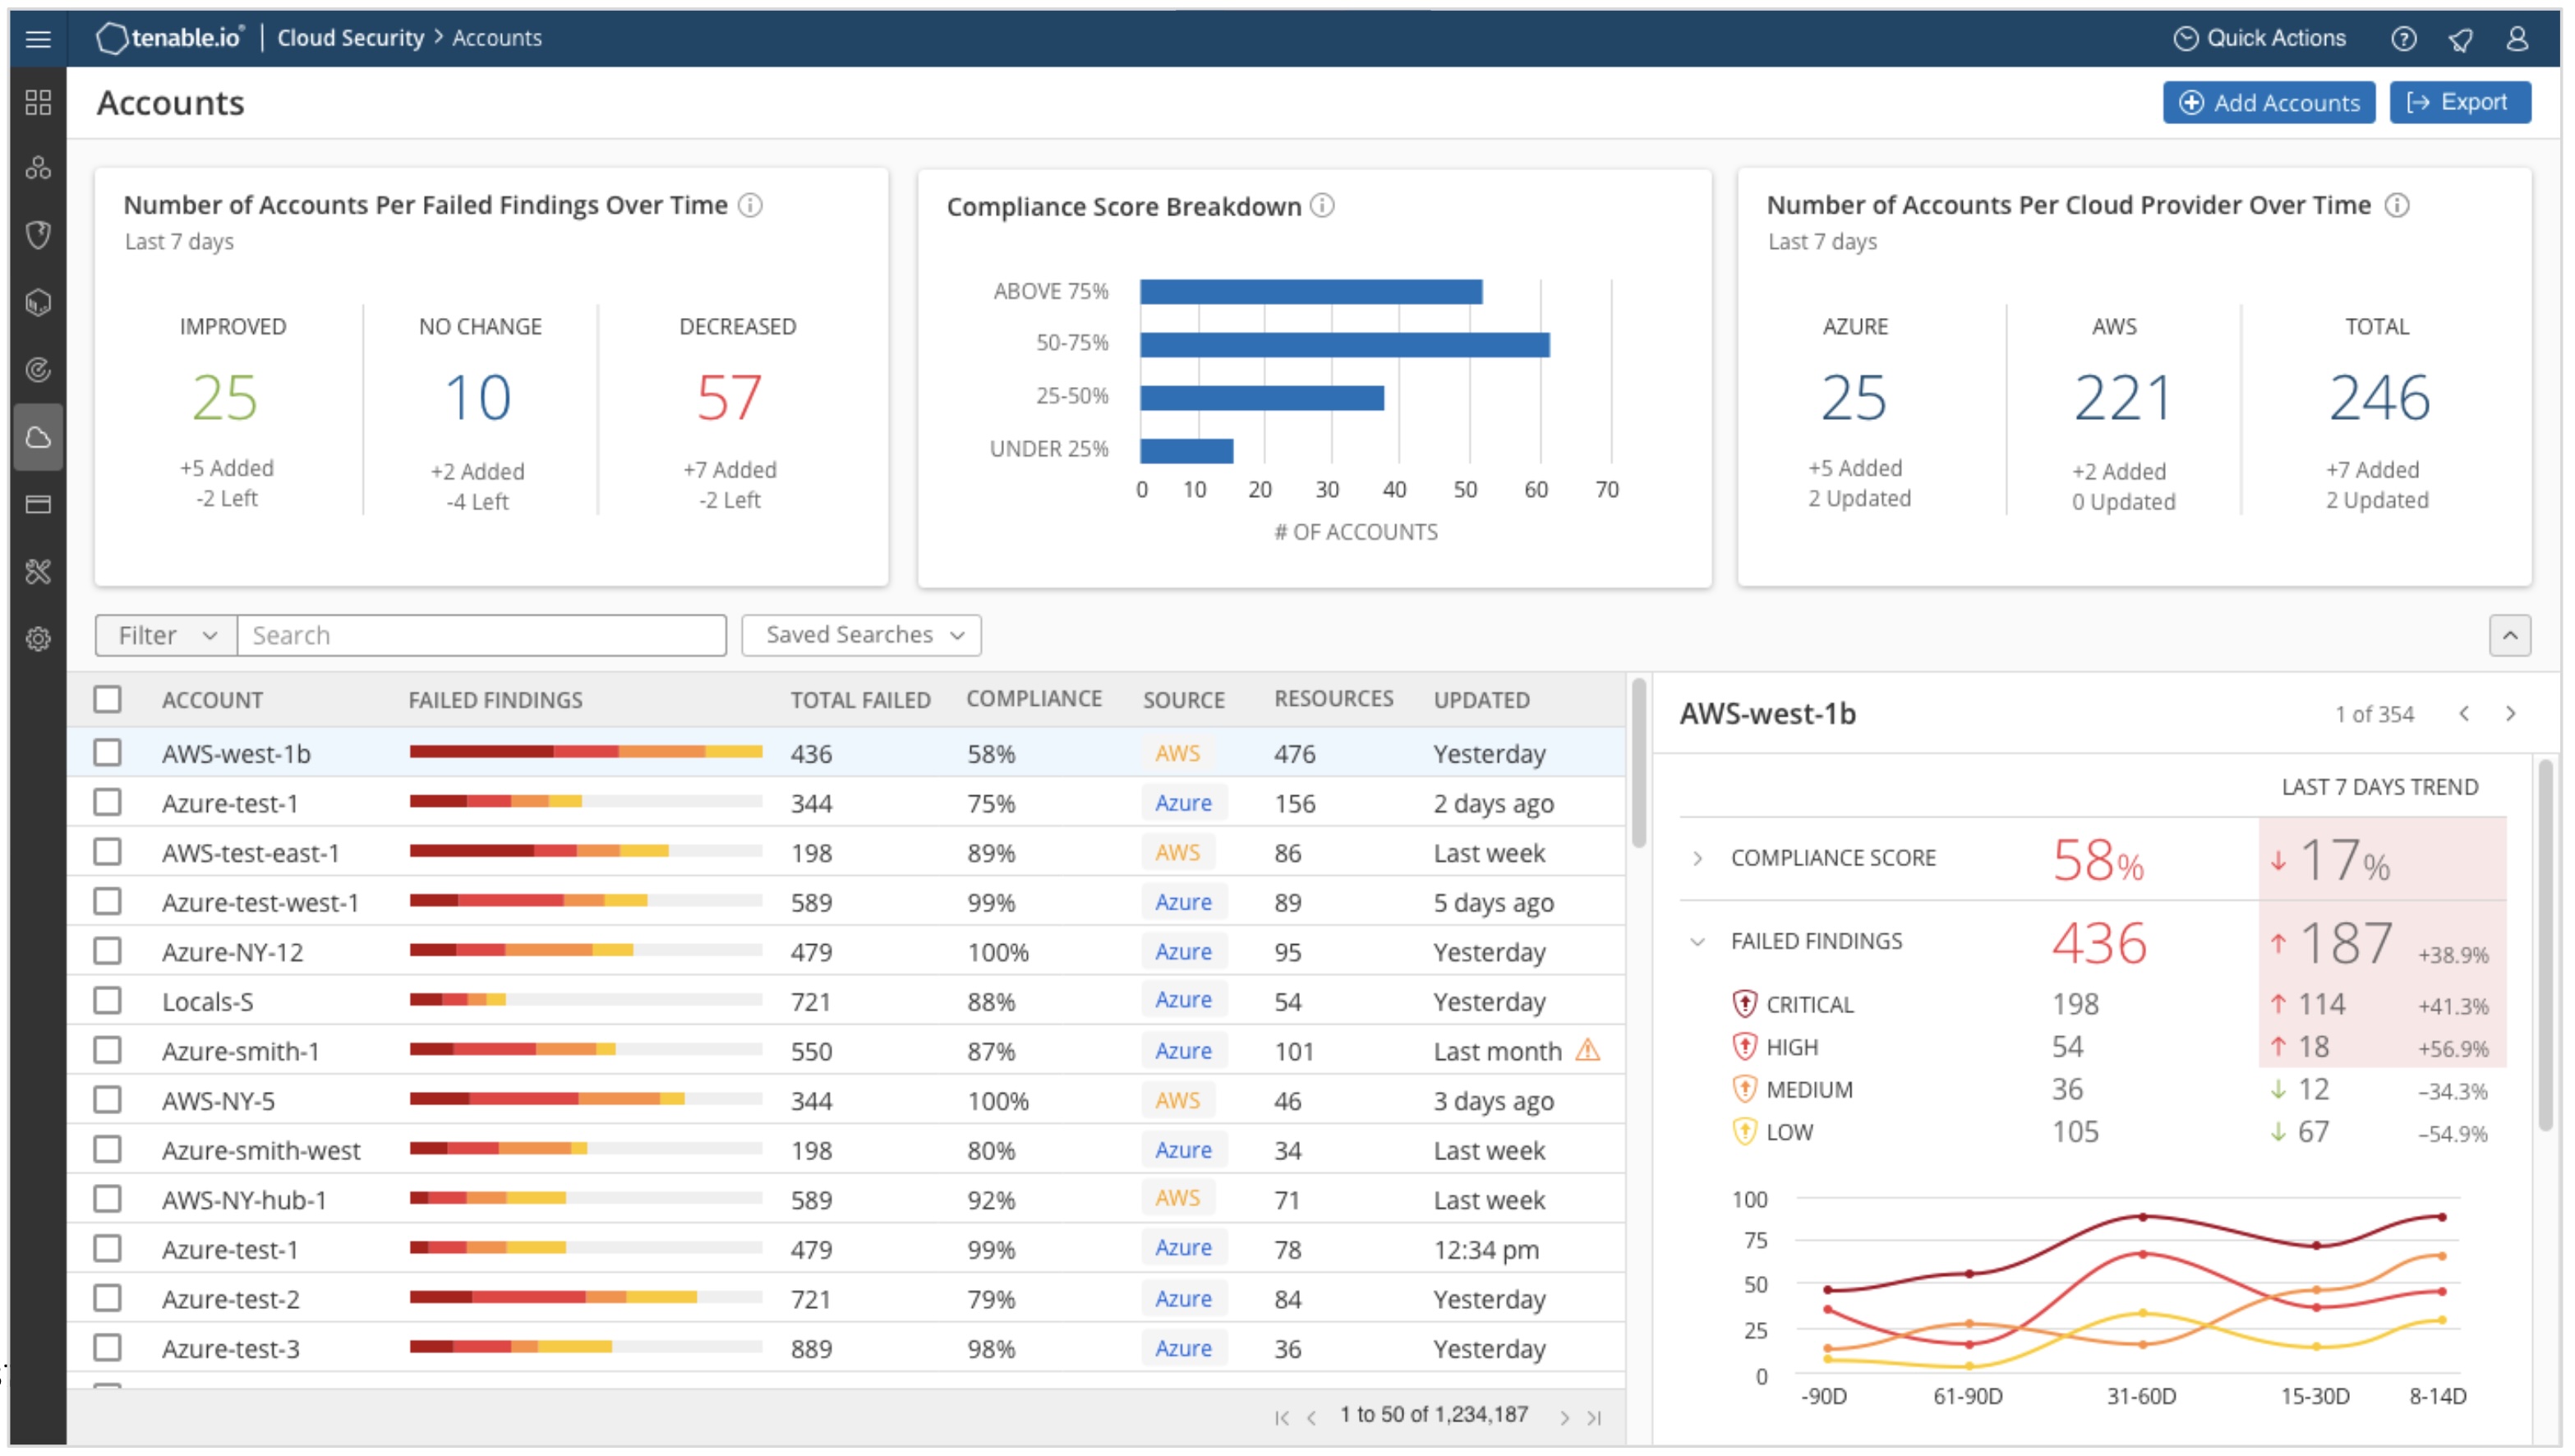 tenable.io® | Cloud Security > Accounts
Quick Actions
Accounts
Add Accounts
Export
Number of Accounts Per Failed Findings Over Time
Last 7 days
IMPROVED NO CHANGE DECREASED
25 10 57
+5 Added +2 Added +7 Added
-2 Left -4 Left -2 Left
Compliance Score Breakdown
ABOVE 75%
50-75%
25-50%
UNDER 25%
0 10 20 30 40 50 60 70
# OF ACCOUNTS
Number of Accounts Per Cloud Provider Over Time
Last 7 days
AZURE AWS TOTAL
25 221 246
+5 Added +2 Added +7 Added
2 Updated 0 Updated 2 Updated
Filter Search Saved Searches
ACCOUNT FAILED FINDINGS TOTAL FAILED COMPLIANCE SOURCE RESOURCES UPDATED
AWS-west-1b 436 58% AWS 476 Yesterday
Azure-test-1 344 75% Azure 156 2 days ago
AWS-test-east-1 198 89% AWS 86 Last week
Azure-test-west-1 589 99% Azure 89 5 days ago
Azure-NY-12 479 100% Azure 95 Yesterday
Locals-S 721 88% Azure 54 Yesterday
Azure-smith-1 550 87% Azure 101 Last month
AWS-NY-5 344 100% AWS 46 3 days ago
Azure-smith-west 198 80% Azure 34 Last week
AWS-NY-hub-1 589 92% AWS 71 Last week
Azure-test-1 479 99% Azure 78 12:34 pm
Azure-test-2 721 79% Azure 84 Yesterday
Azure-test-3 889 98% Azure 36 Yesterday
1 to 50 of 1,234,187
AWS-west-1b 1 of 354
LAST 7 DAYS TREND
COMPLIANCE SCORE 58% 17%
FAILED FINDINGS 436 187 +38.9%
CRITICAL 198 114 +41.3%
HIGH 54 18 +56.9%
MEDIUM 36 12 –34.3%
LOW 105 67 –54.9%
100
75
50
25
0
-90D 61-90D 31-60D 15-30D 8-14D